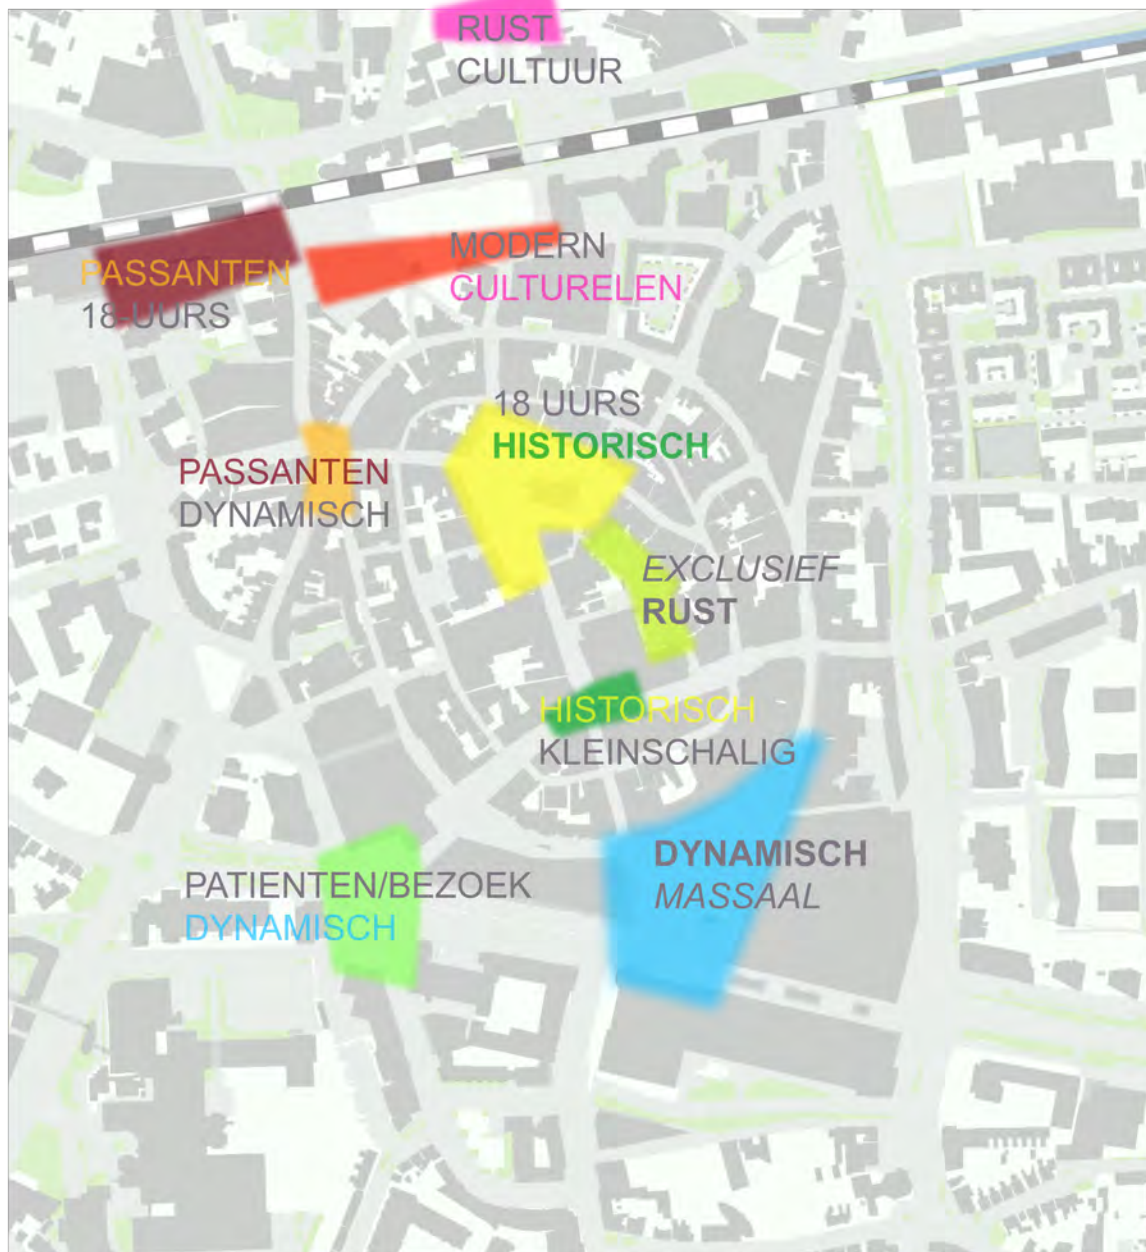 RUST
CULTUUR
MODERN
CULTURELEN
PASSANTEN
18-UURS
18 UURS
HISTORISCH
PASSANTEN
DYNAMISCH
EXCLUSIEF
RUST
HISTORISCH
KLEINSCHALIG
DYNAMISCH
MASSAAL
PATIENTEN/BEZOEK
DYNAMISCH